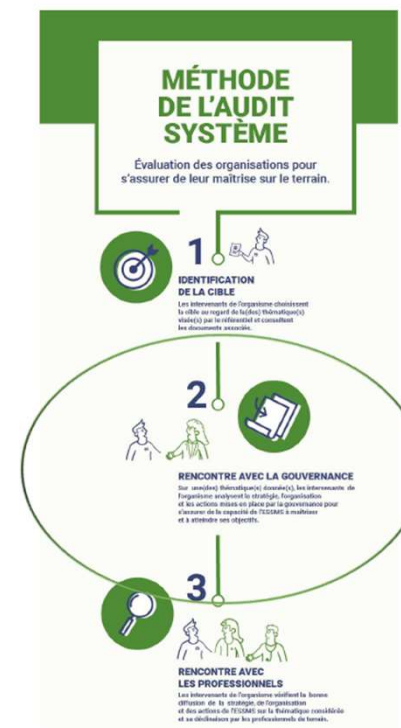 MÉTHODE
DE L'AUDIT
SYSTÈME
Évaluation des organisations pour
s'assurer de leur maîtrise sur le terrain.
1
IDENTIFICATION
DE LA CIBLE
Les intervenants de l'organisme choisissent
la cible au regard de la(des) thématique(s)
visée(s) par le référentiel et consultent
les documents associés.
2
RENCONTRE AVEC LA GOUVERNANCE
Sur une(des) thématique(s) donnée(s), les intervenants de
l'organisme analysent la stratégie, l'organisation
et les actions mises en place par la gouvernance pour
s'assurer de la capacité de l'ESSMS à maîtriser
et à atteindre ses objectifs.
3
RENCONTRE AVEC
LES PROFESSIONNELS
Les intervenants de l'organisme vérifient la bonne
diffusion de la stratégie, de l'organisation
et des actions de l'ESSMS sur la thématique considérée
et sa déclinaison par les professionnels de terrain.